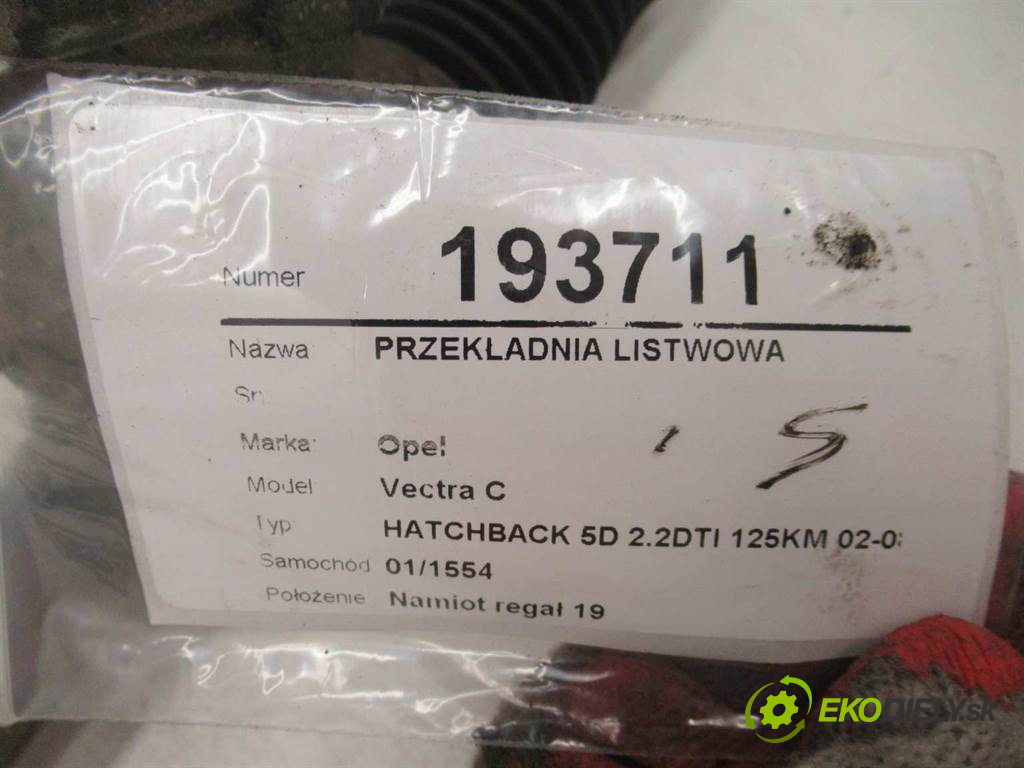 Numer 193711
Nazwa PRZEKŁADNIA LISTWOWA
Sr:
Marka: Opel
Model Vectra C
Typ: HATCHBACK 5D 2.2DTI 125KM 02-0
Samochód 01/1554
Położenie Namiot regał 19
EKODIELY.sk